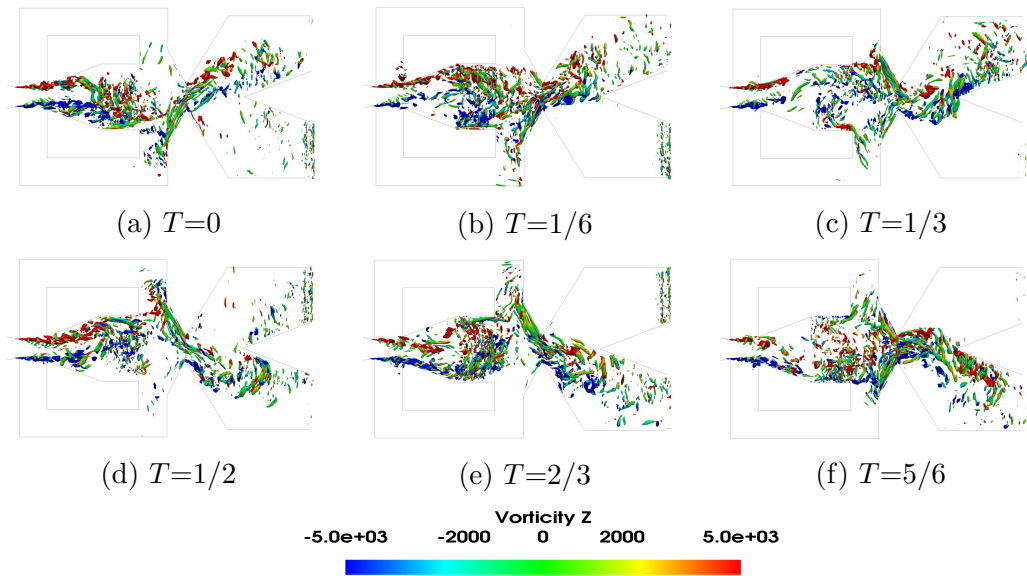 (a) T=0
(b) T=1/6
(c) T=1/3
(d) T=1/2
(e) T=2/3
(f) T=5/6
Vorticity Z
-5.0e+03 -2000 0 2000 5.0e+03